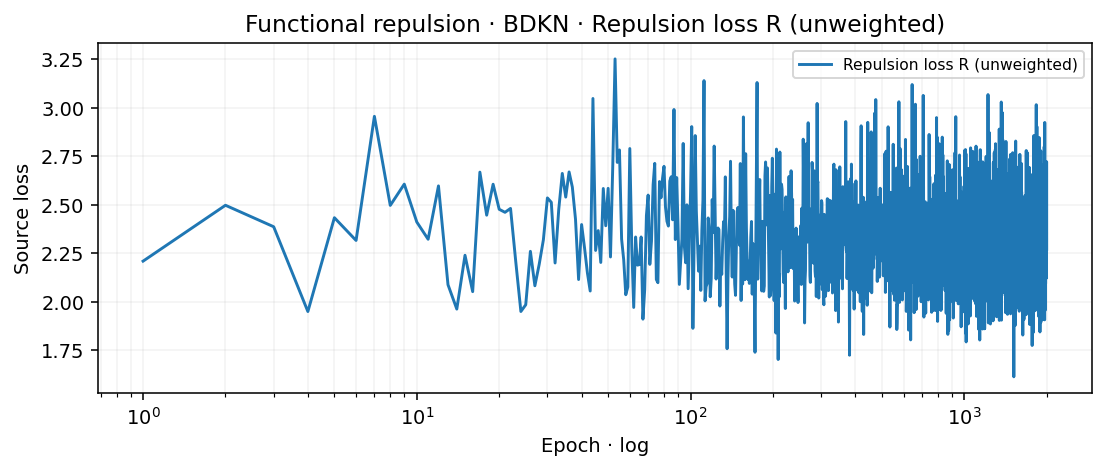 Functional repulsion · BDKN · Repulsion loss R (unweighted)
Repulsion loss R (unweighted)
Source loss
3.25
3.00
2.75
2.50
2.25
2.00
1.75
10⁰ 10¹ 10² 10³
Epoch · log